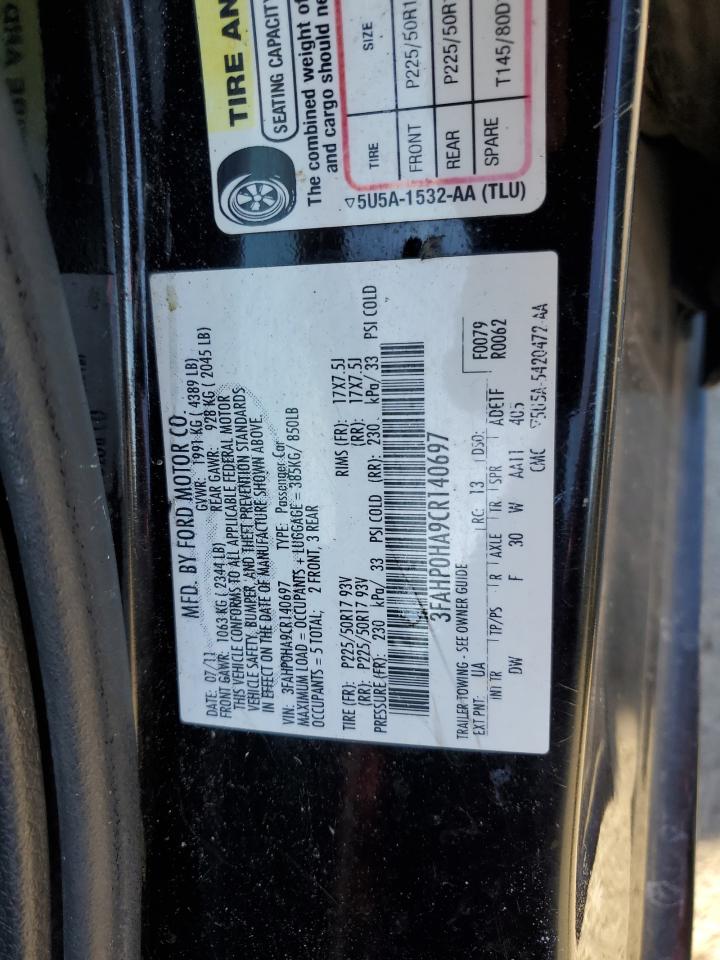 TIRE AN
SEATING CAPACITY
The combined weight of
and cargo should ne
TIRE SIZE
FRONT P225/50R1
REAR P225/50R1
SPARE T145/80D1
5U5A-1532-AA (TLU)
MFD. BY FORD MOTOR CO.
DATE: 07/11 GVWR: 1991 KG ( 4389 LB)
FRONT GAWR: 1063 KG ( 2344 LB) REAR GAWR: 928 KG ( 2045 LB)
THIS VEHICLE CONFORMS TO ALL APPLICABLE FEDERAL MOTOR
VEHICLE SAFETY, BUMPER, AND THEFT PREVENTION STANDARDS
IN EFFECT ON THE DATE OF MANUFACTURE SHOWN ABOVE
VIN: 3FAHP0HA9CR140697 TYPE: Passenger Car
MAXIMUM LOAD = OCCUPANTS + LUGGAGE = 385KG/ 850LB
OCCUPANTS = 5 TOTAL; 2 FRONT, 3 REAR
TIRE (FR): P225/50R17 93V RIMS (FR): 17X7.5J
(RR): P225/50R17 93V (RR): 17X7.5J
PRESSURE (FR): 230 kPa/ 33 PSI COLD (RR): 230 kPa/ 33 PSI COLD
3FAHP0HA9CR140697
TRAILER TOWING - SEE OWNER GUIDE
F0079
R0062
EXT PNT: UA RC: 13 DSO:
INT TR TP/PS R AXLE TR SPR ADE1F
DW F 30 W AA11 405
CMC 5U5A-5420472-AA